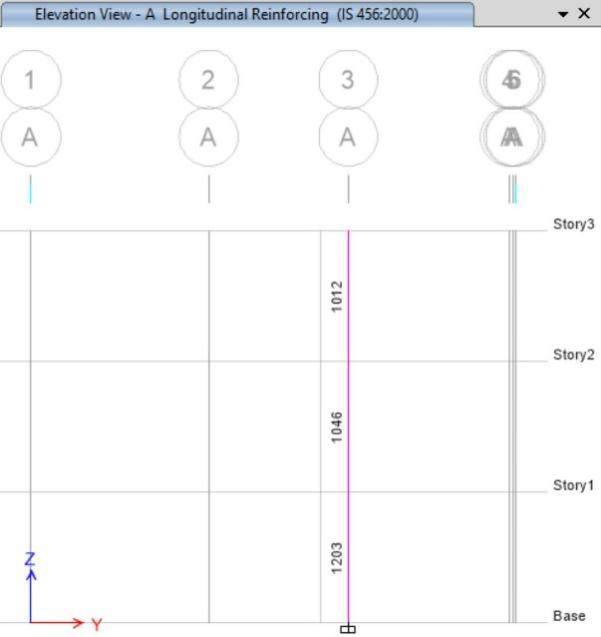 Elevation View - A Longitudinal Reinforcing (IS 456:2000)
1 2 3
A A A
Story3
1012
Story2
1046
Story1
1203
Z
Y
Base